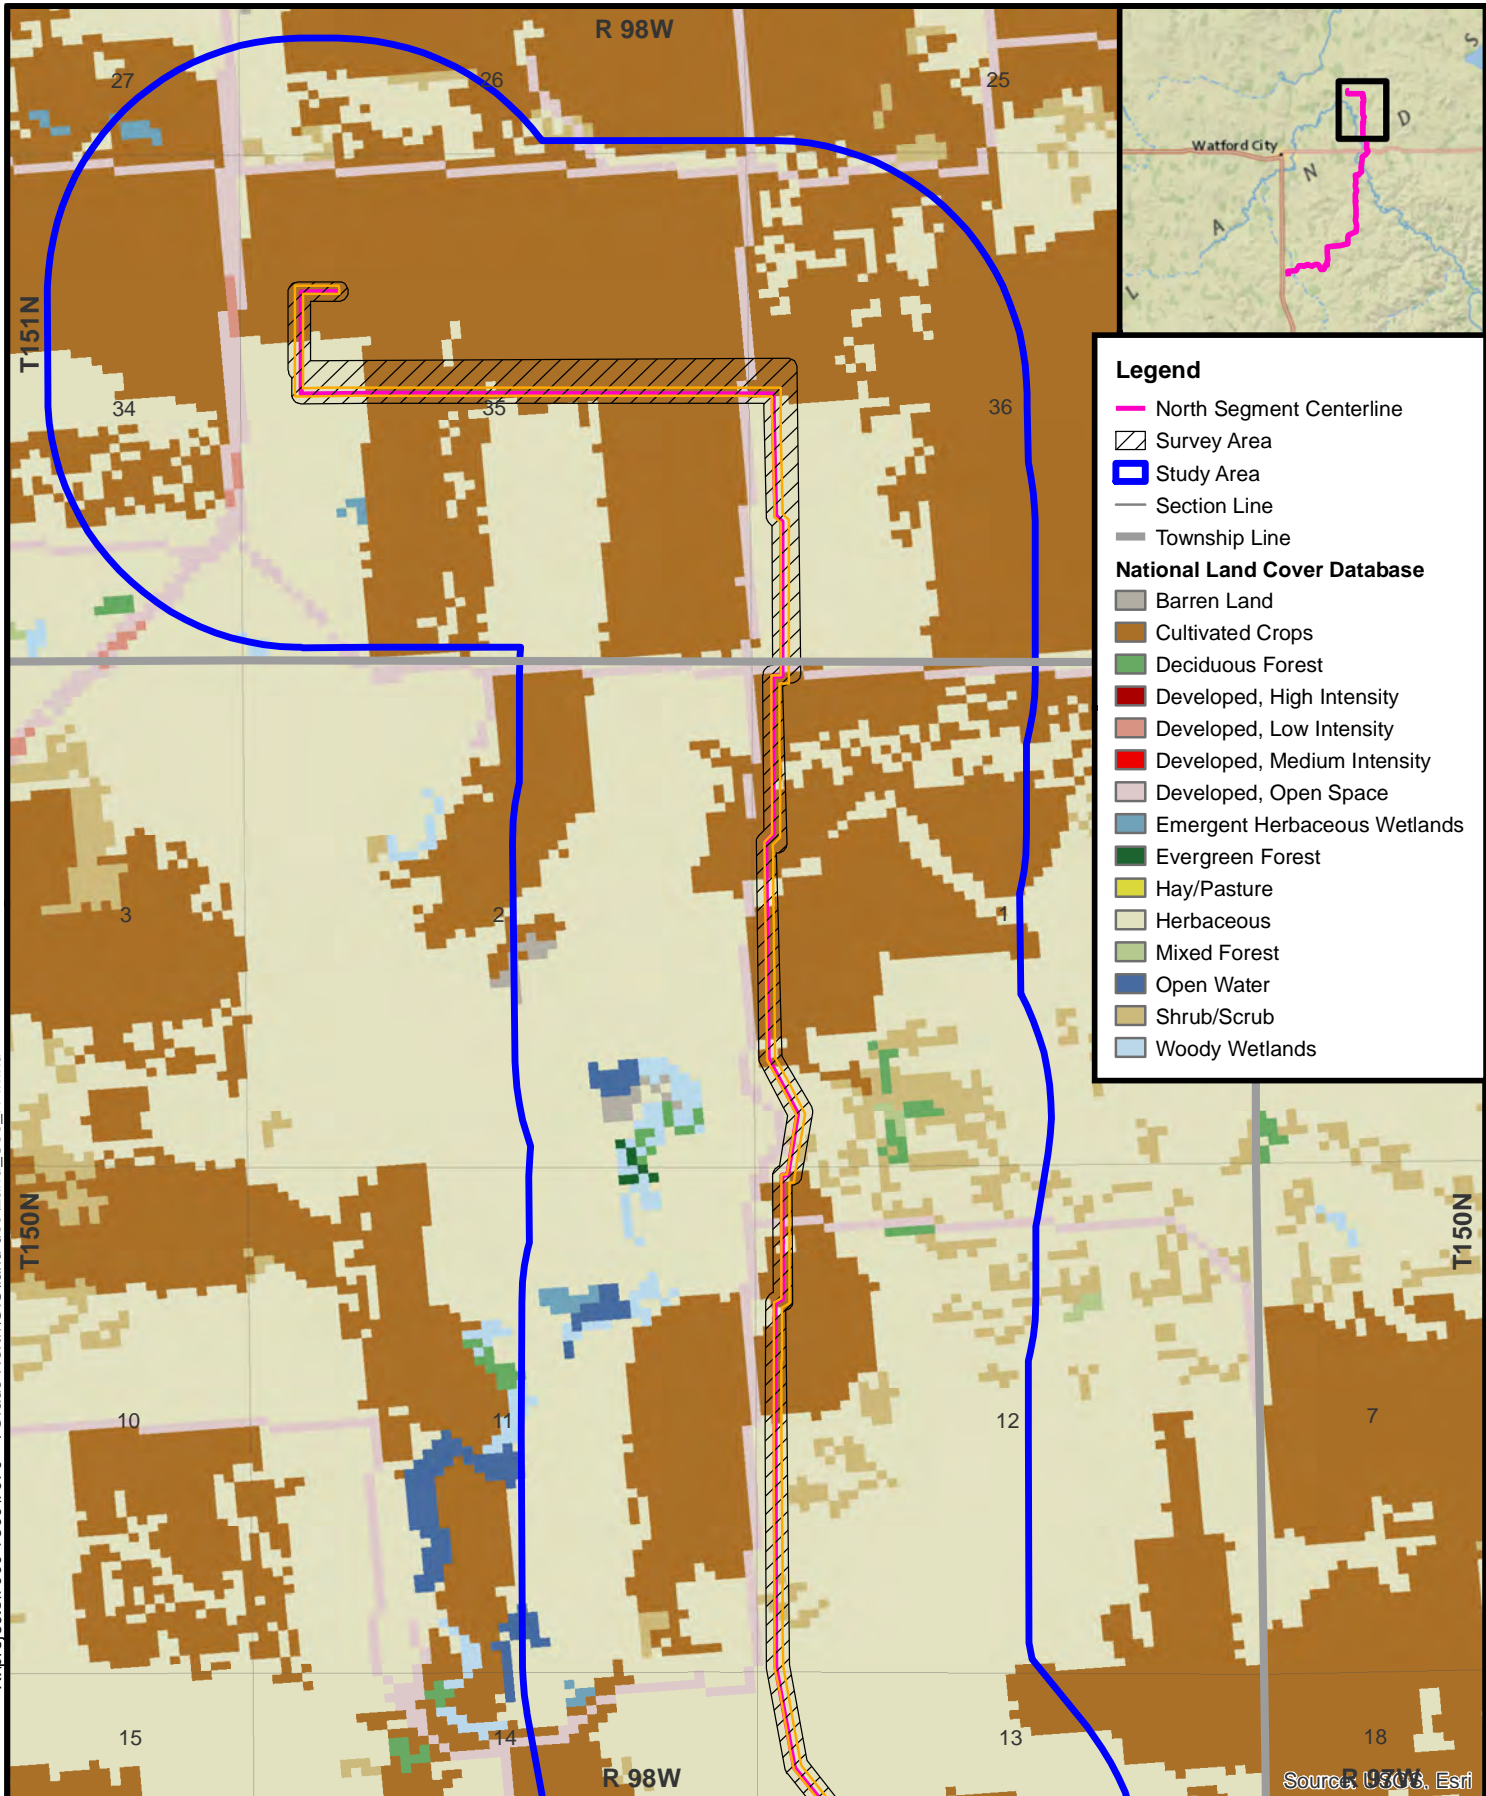 R 98W
27
26
25
T151N
34
35
36
3
2
1
T150N
T150N
10
11
12
7
15
14
13
18
R 98W
Source: USGS, Esri
S
D
Watford City
N
A
L
Legend
North Segment Centerline
Survey Area
Study Area
Section Line
Township Line
National Land Cover Database
Barren Land
Cultivated Crops
Deciduous Forest
Developed, High Intensity
Developed, Low Intensity
Developed, Medium Intensity
Developed, Open Space
Emergent Herbaceous Wetlands
Evergreen Forest
Hay/Pasture
Herbaceous
Mixed Forest
Open Water
Shrub/Scrub
Woody Wetlands